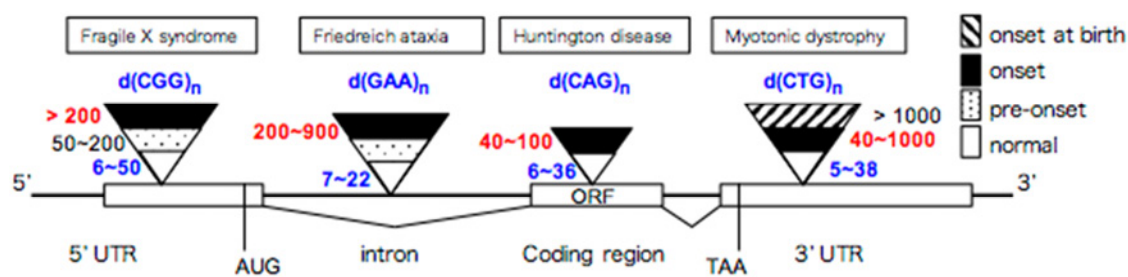 Fragile X syndrome
Friedreich ataxia
Huntington disease
Myotonic dystrophy
d(CGG)n
d(GAA)n
d(CAG)n
d(CTG)n
onset at birth
onset
pre-onset
normal
> 200
50~200
6~50
200~900
7~22
40~100
6~36
> 1000
40~1000
5~38
5'
ORF
3'
5' UTR
AUG
intron
Coding region
TAA
3' UTR